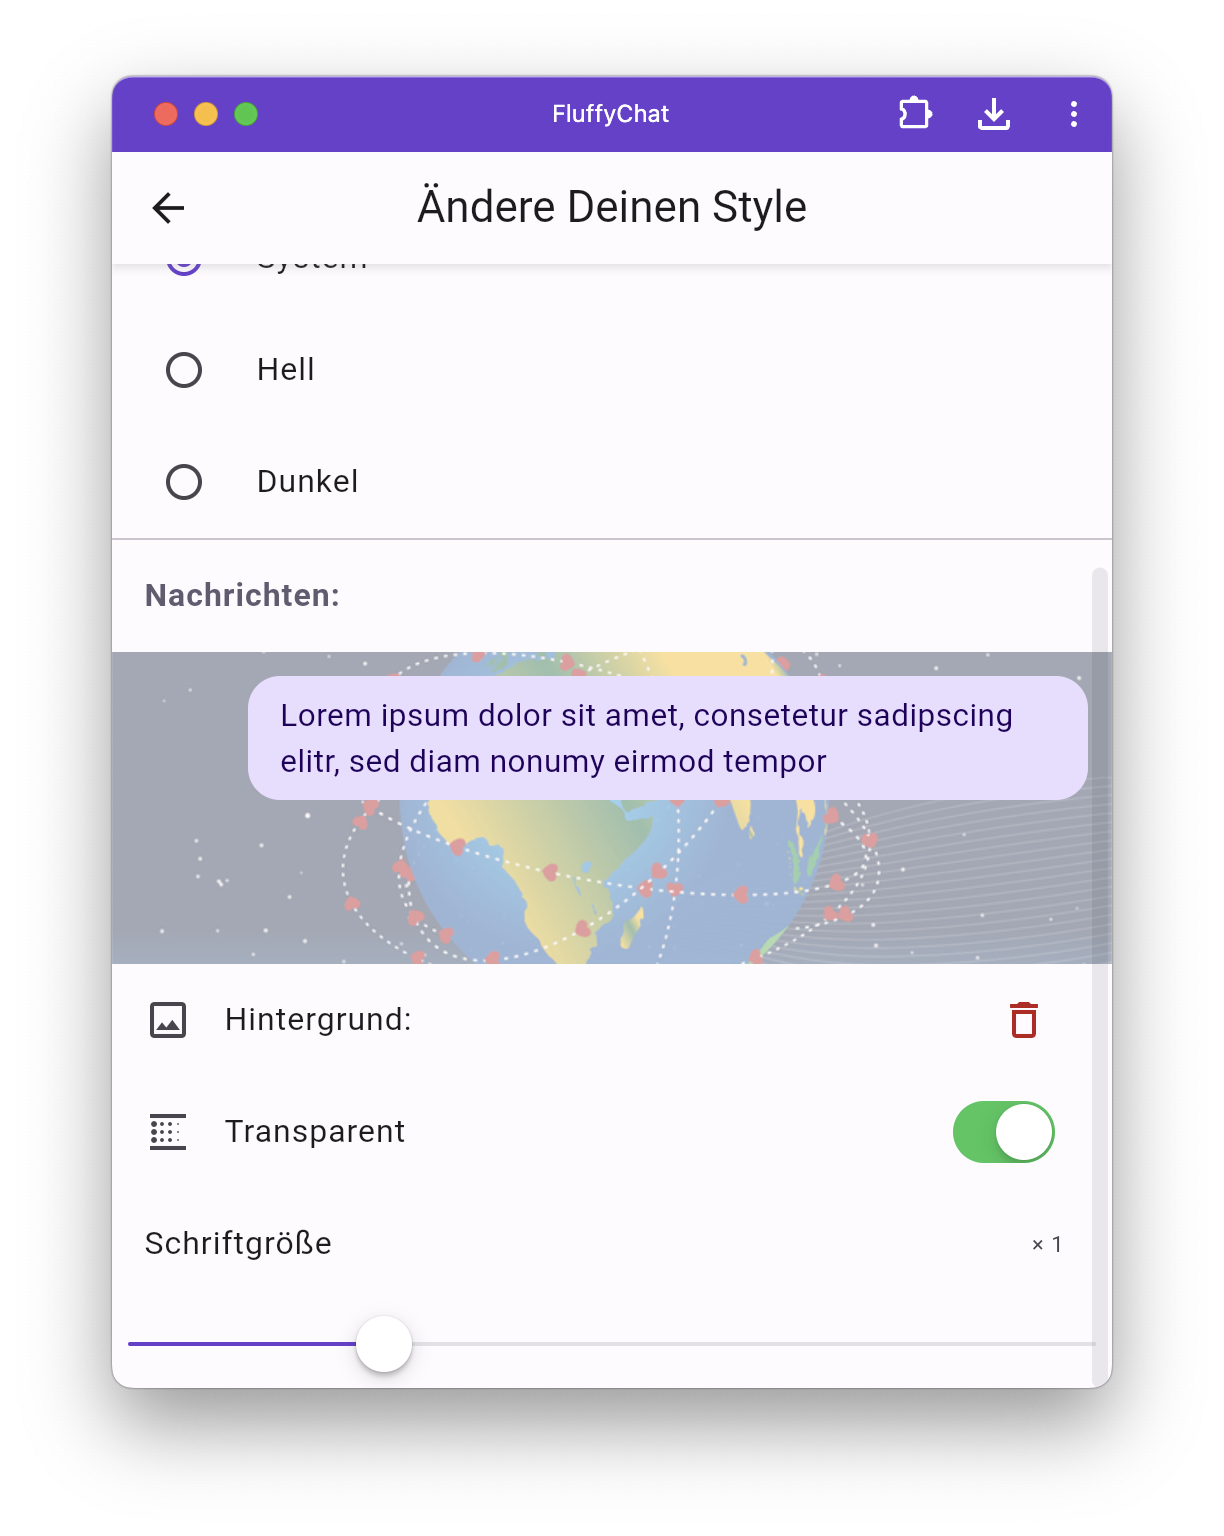 FluffyChat
Ändere Deinen Style
System
Hell
Dunkel
Nachrichten:
Lorem ipsum dolor sit amet, consetetur sadipscing
elitr, sed diam nonumy eirmod tempor
Hintergrund:
Transparent
Schriftgröße
× 1